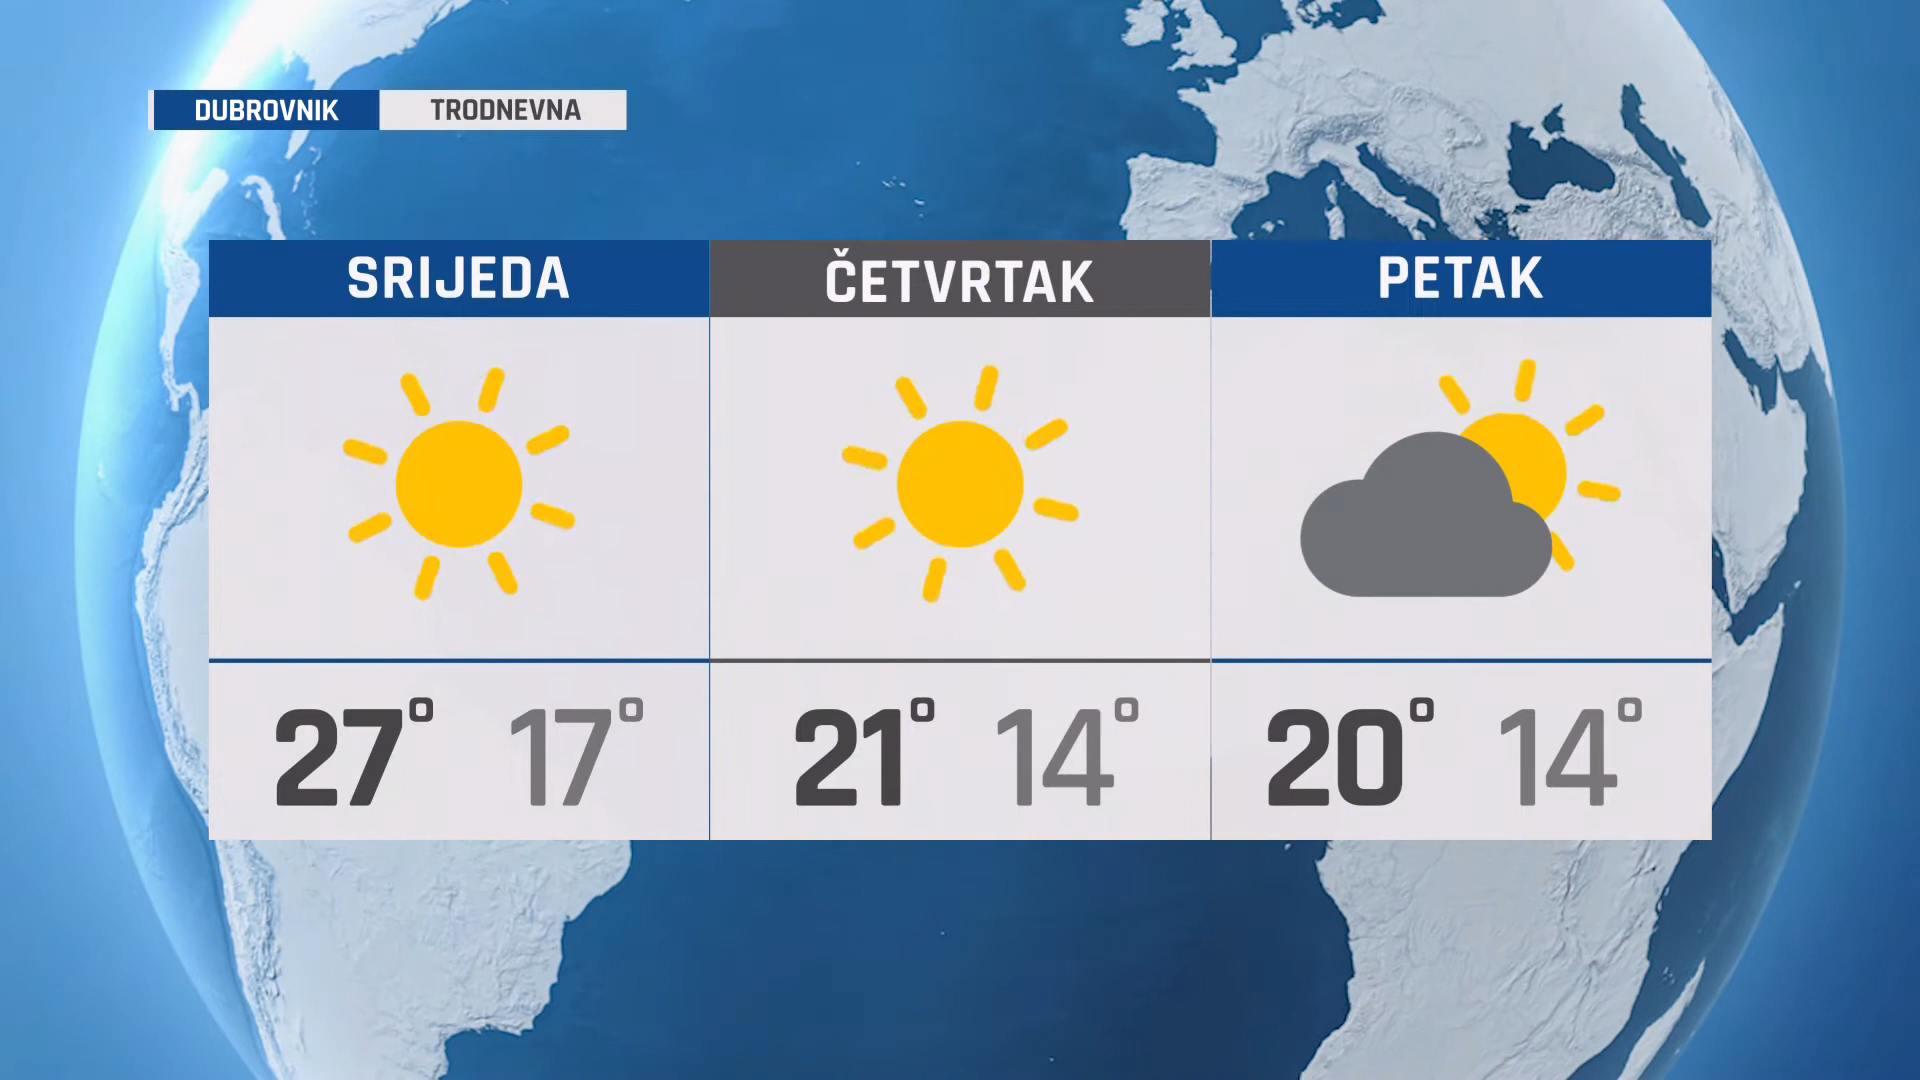 DUBROVNIK TRODNEVNA
SRIJEDA ČETVRTAK PETAK
27° 17° 21° 14° 20° 14°